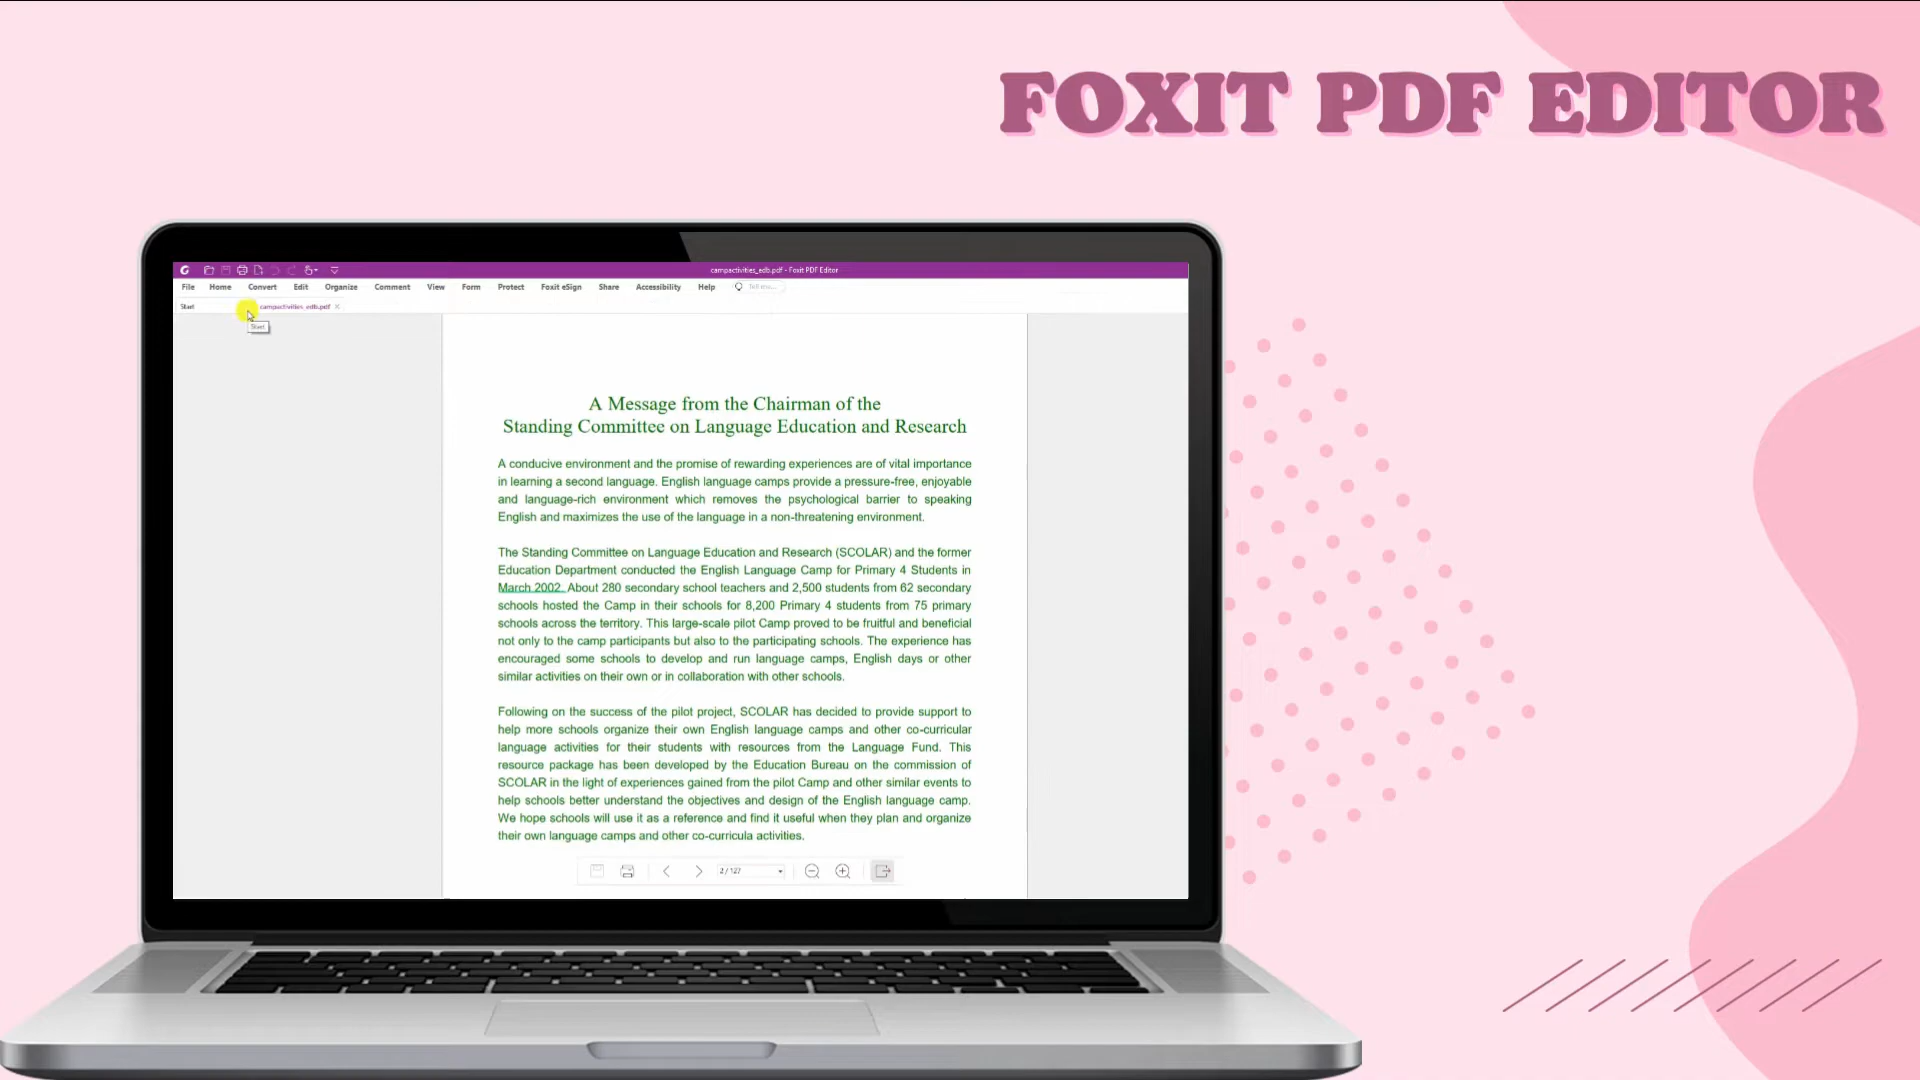 FOXIT PDF EDITOR
campactivities_edb.pdf - Foxit PDF Editor
File Home Convert Edit Organize Comment View Form Protect Foxit eSign Share Accessibility Help Tell me...
Start campactivities_edb.pdf
Start
A Message from the Chairman of the
Standing Committee on Language Education and Research
A conducive environment and the promise of rewarding experiences are of vital importance
in learning a second language. English language camps provide a pressure-free, enjoyable
and language-rich environment which removes the psychological barrier to speaking
English and maximizes the use of the language in a non-threatening environment.
The Standing Committee on Language Education and Research (SCOLAR) and the former
Education Department conducted the English Language Camp for Primary 4 Students in
March 2002. About 280 secondary school teachers and 2,500 students from 62 secondary
schools hosted the Camp in their schools for 8,200 Primary 4 students from 75 primary
schools across the territory. This large-scale pilot Camp proved to be fruitful and beneficial
not only to the camp participants but also to the participating schools. The experience has
encouraged some schools to develop and run language camps, English days or other
similar activities on their own or in collaboration with other schools.
Following on the success of the pilot project, SCOLAR has decided to provide support to
help more schools organize their own English language camps and other co-curricular
language activities for their students with resources from the Language Fund. This
resource package has been developed by the Education Bureau on the commission of
SCOLAR in the light of experiences gained from the pilot Camp and other similar events to
help schools better understand the objectives and design of the English language camp.
We hope schools will use it as a reference and find it useful when they plan and organize
their own language camps and other co-curricula activities.
2 / 127